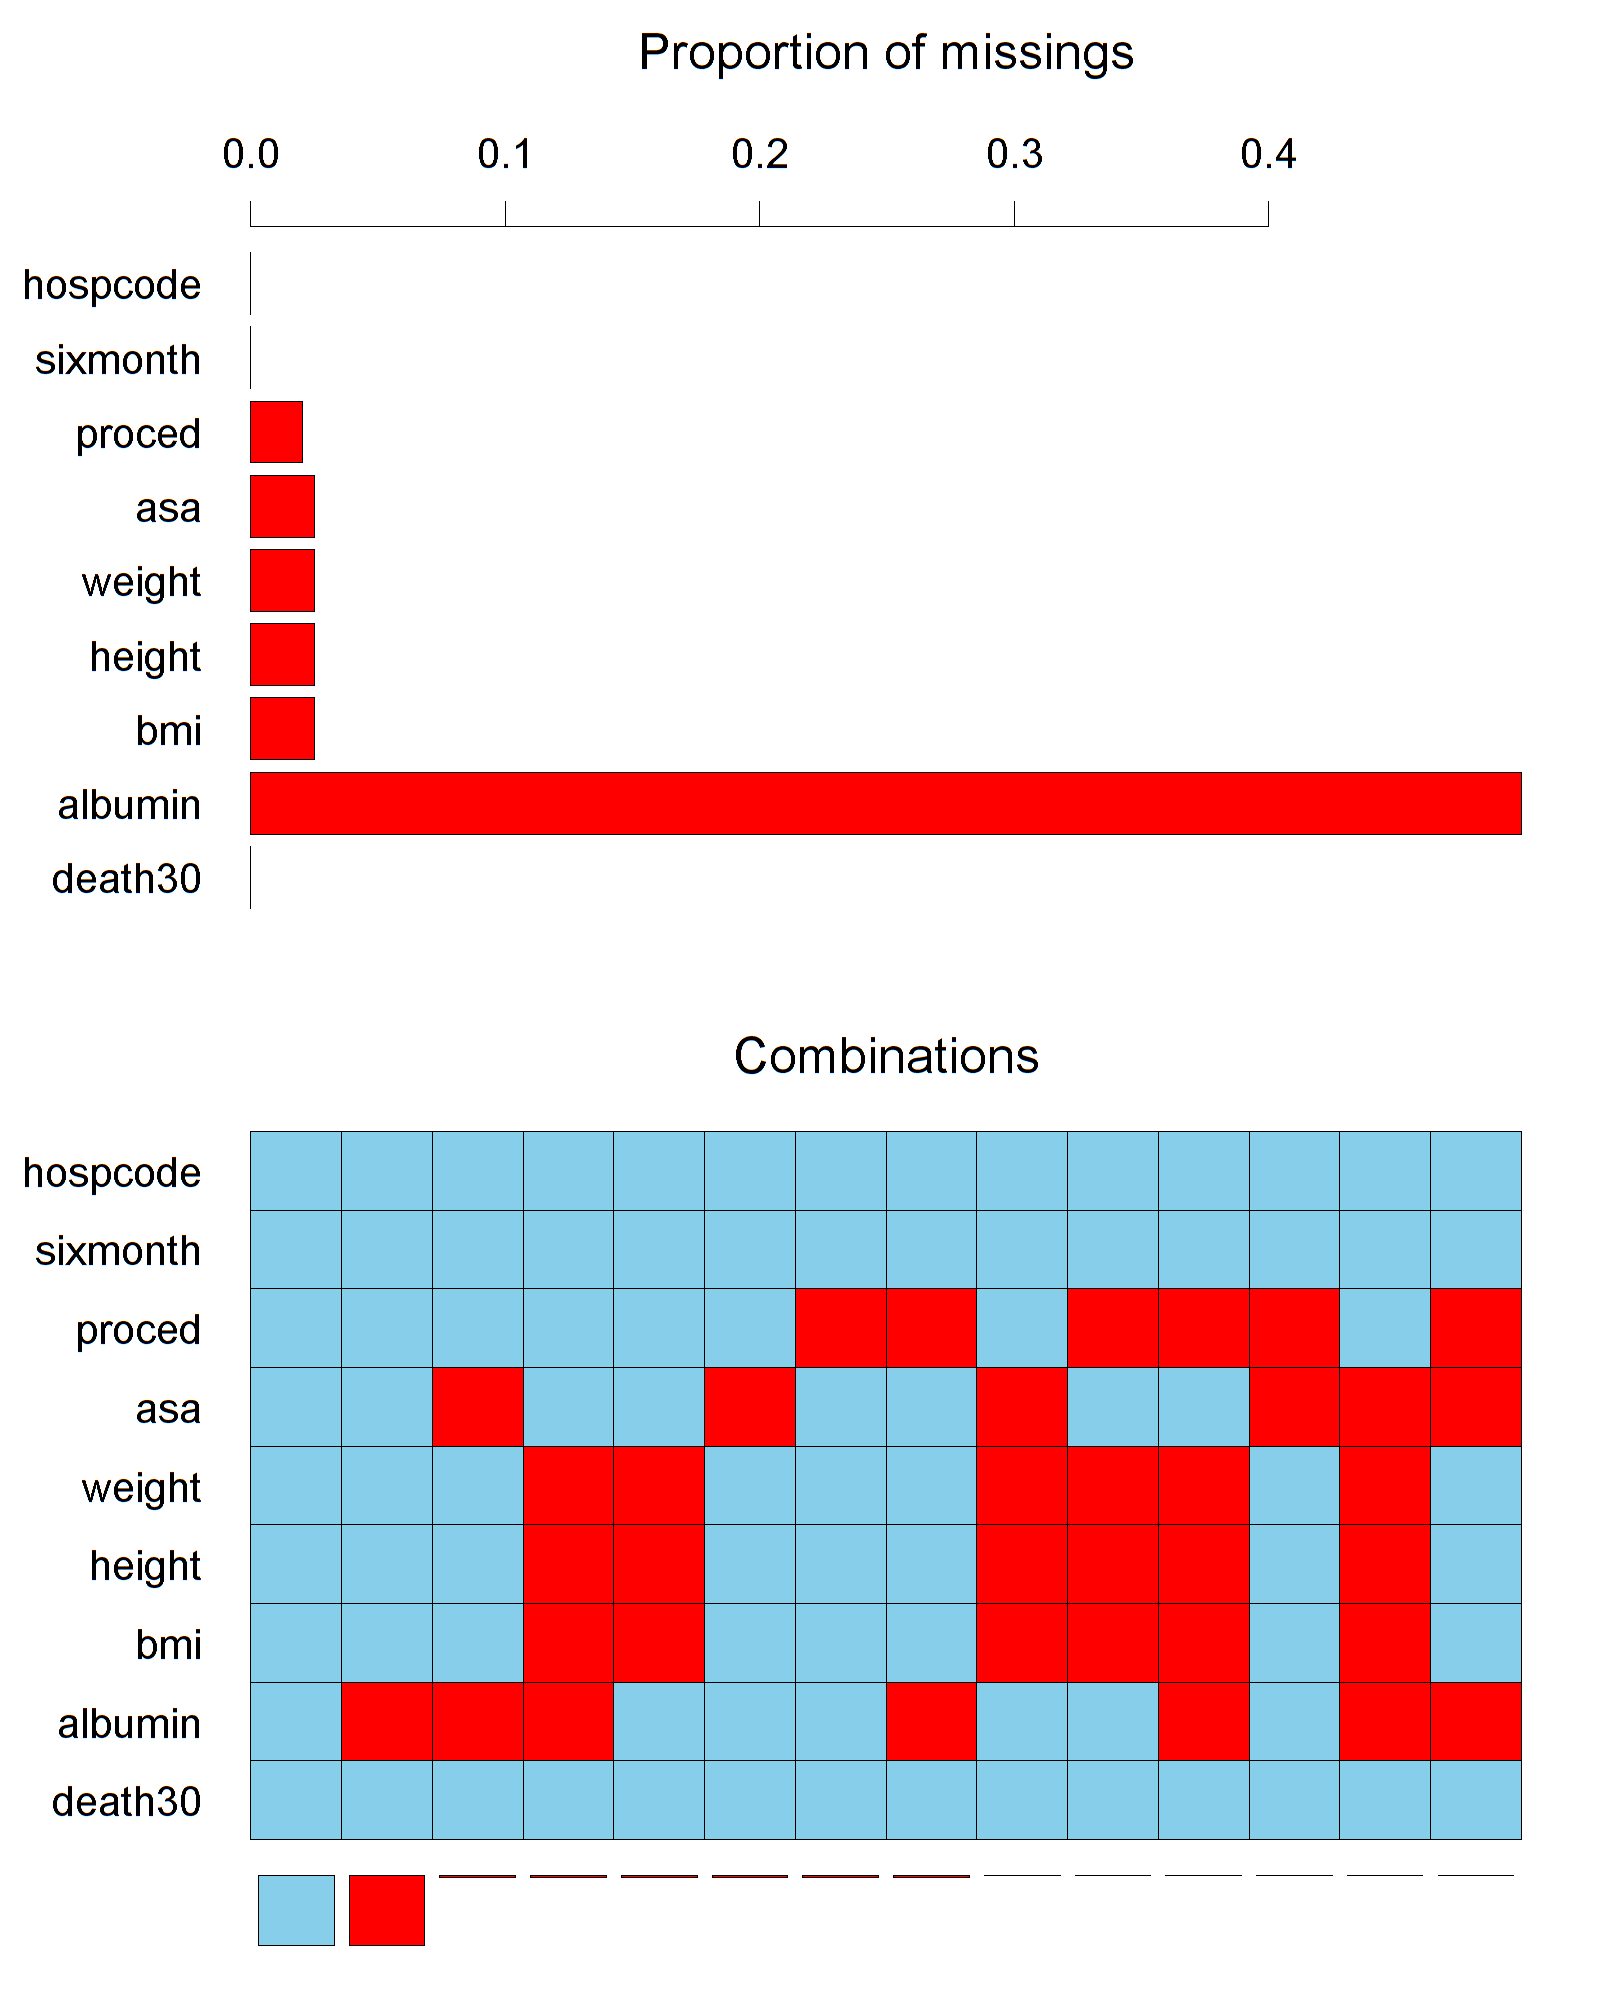 Proportion of missings
0.0 0.1 0.2 0.3 0.4
hospcode
sixmonth
proced
asa
weight
height
bmi
albumin
death30
Combinations
hospcode
sixmonth
proced
asa
weight
height
bmi
albumin
death30